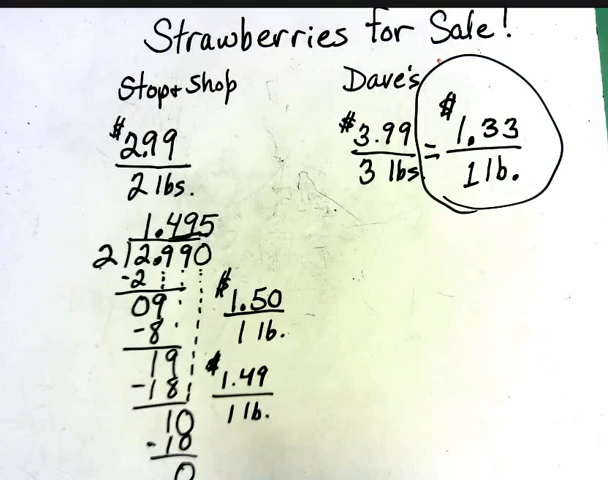 Strawberries for Sale!
Stop + Shop
$2.99
2 lbs.
1.495
2 2.990
-2
09
-8
19
-18
10
-10
0
$1.50
1 lb.
$1.49
1 lb.
Dave's
$3.99 = $1.33
3 lbs. 1 lb.